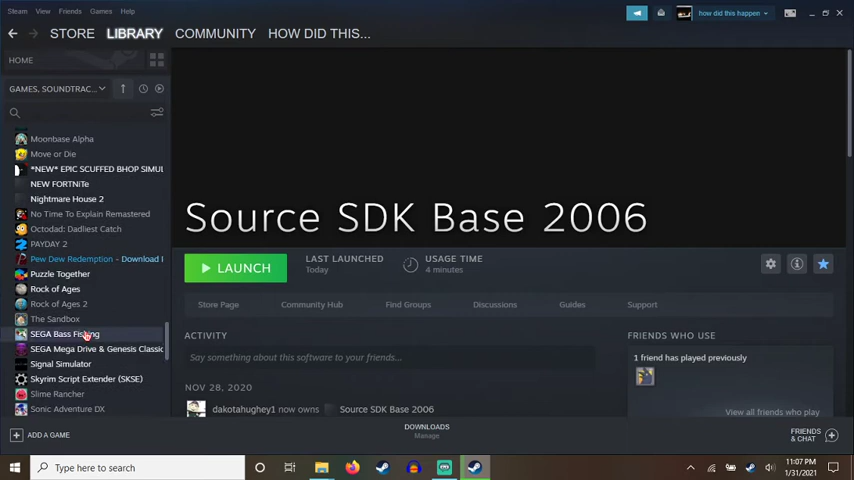 Steam View Friends Games Help
how did this happen
STORE LIBRARY COMMUNITY HOW DID THIS...
HOME
GAMES, SOUNDTRAC...
Moonbase Alpha
Move or Die
*NEW* EPIC SCUFFED BHOP SIMUL
NEW FORTNiTe
Nightmare House 2
No Time To Explain Remastered
Octodad: Dadliest Catch
PAYDAY 2
Pew Dew Redemption - Download I
Puzzle Together
Rock of Ages
Rock of Ages 2
The Sandbox
SEGA Bass Fishing
SEGA Mega Drive & Genesis Classic
Signal Simulator
Skyrim Script Extender (SKSE)
Slime Rancher
Sonic Adventure DX
Source SDK Base 2006
LAUNCH
LAST LAUNCHED
Today
USAGE TIME
4 minutes
Store Page Community Hub Find Groups Discussions Guides Support
ACTIVITY
Say something about this software to your friends...
NOV 28, 2020
dakotahughey1 now owns Source SDK Base 2006
FRIENDS WHO USE
1 friend has played previously
View all friends who play
ADD A GAME
DOWNLOADS
Manage
FRIENDS
& CHAT
Type here to search
11:07 PM
1/31/2021